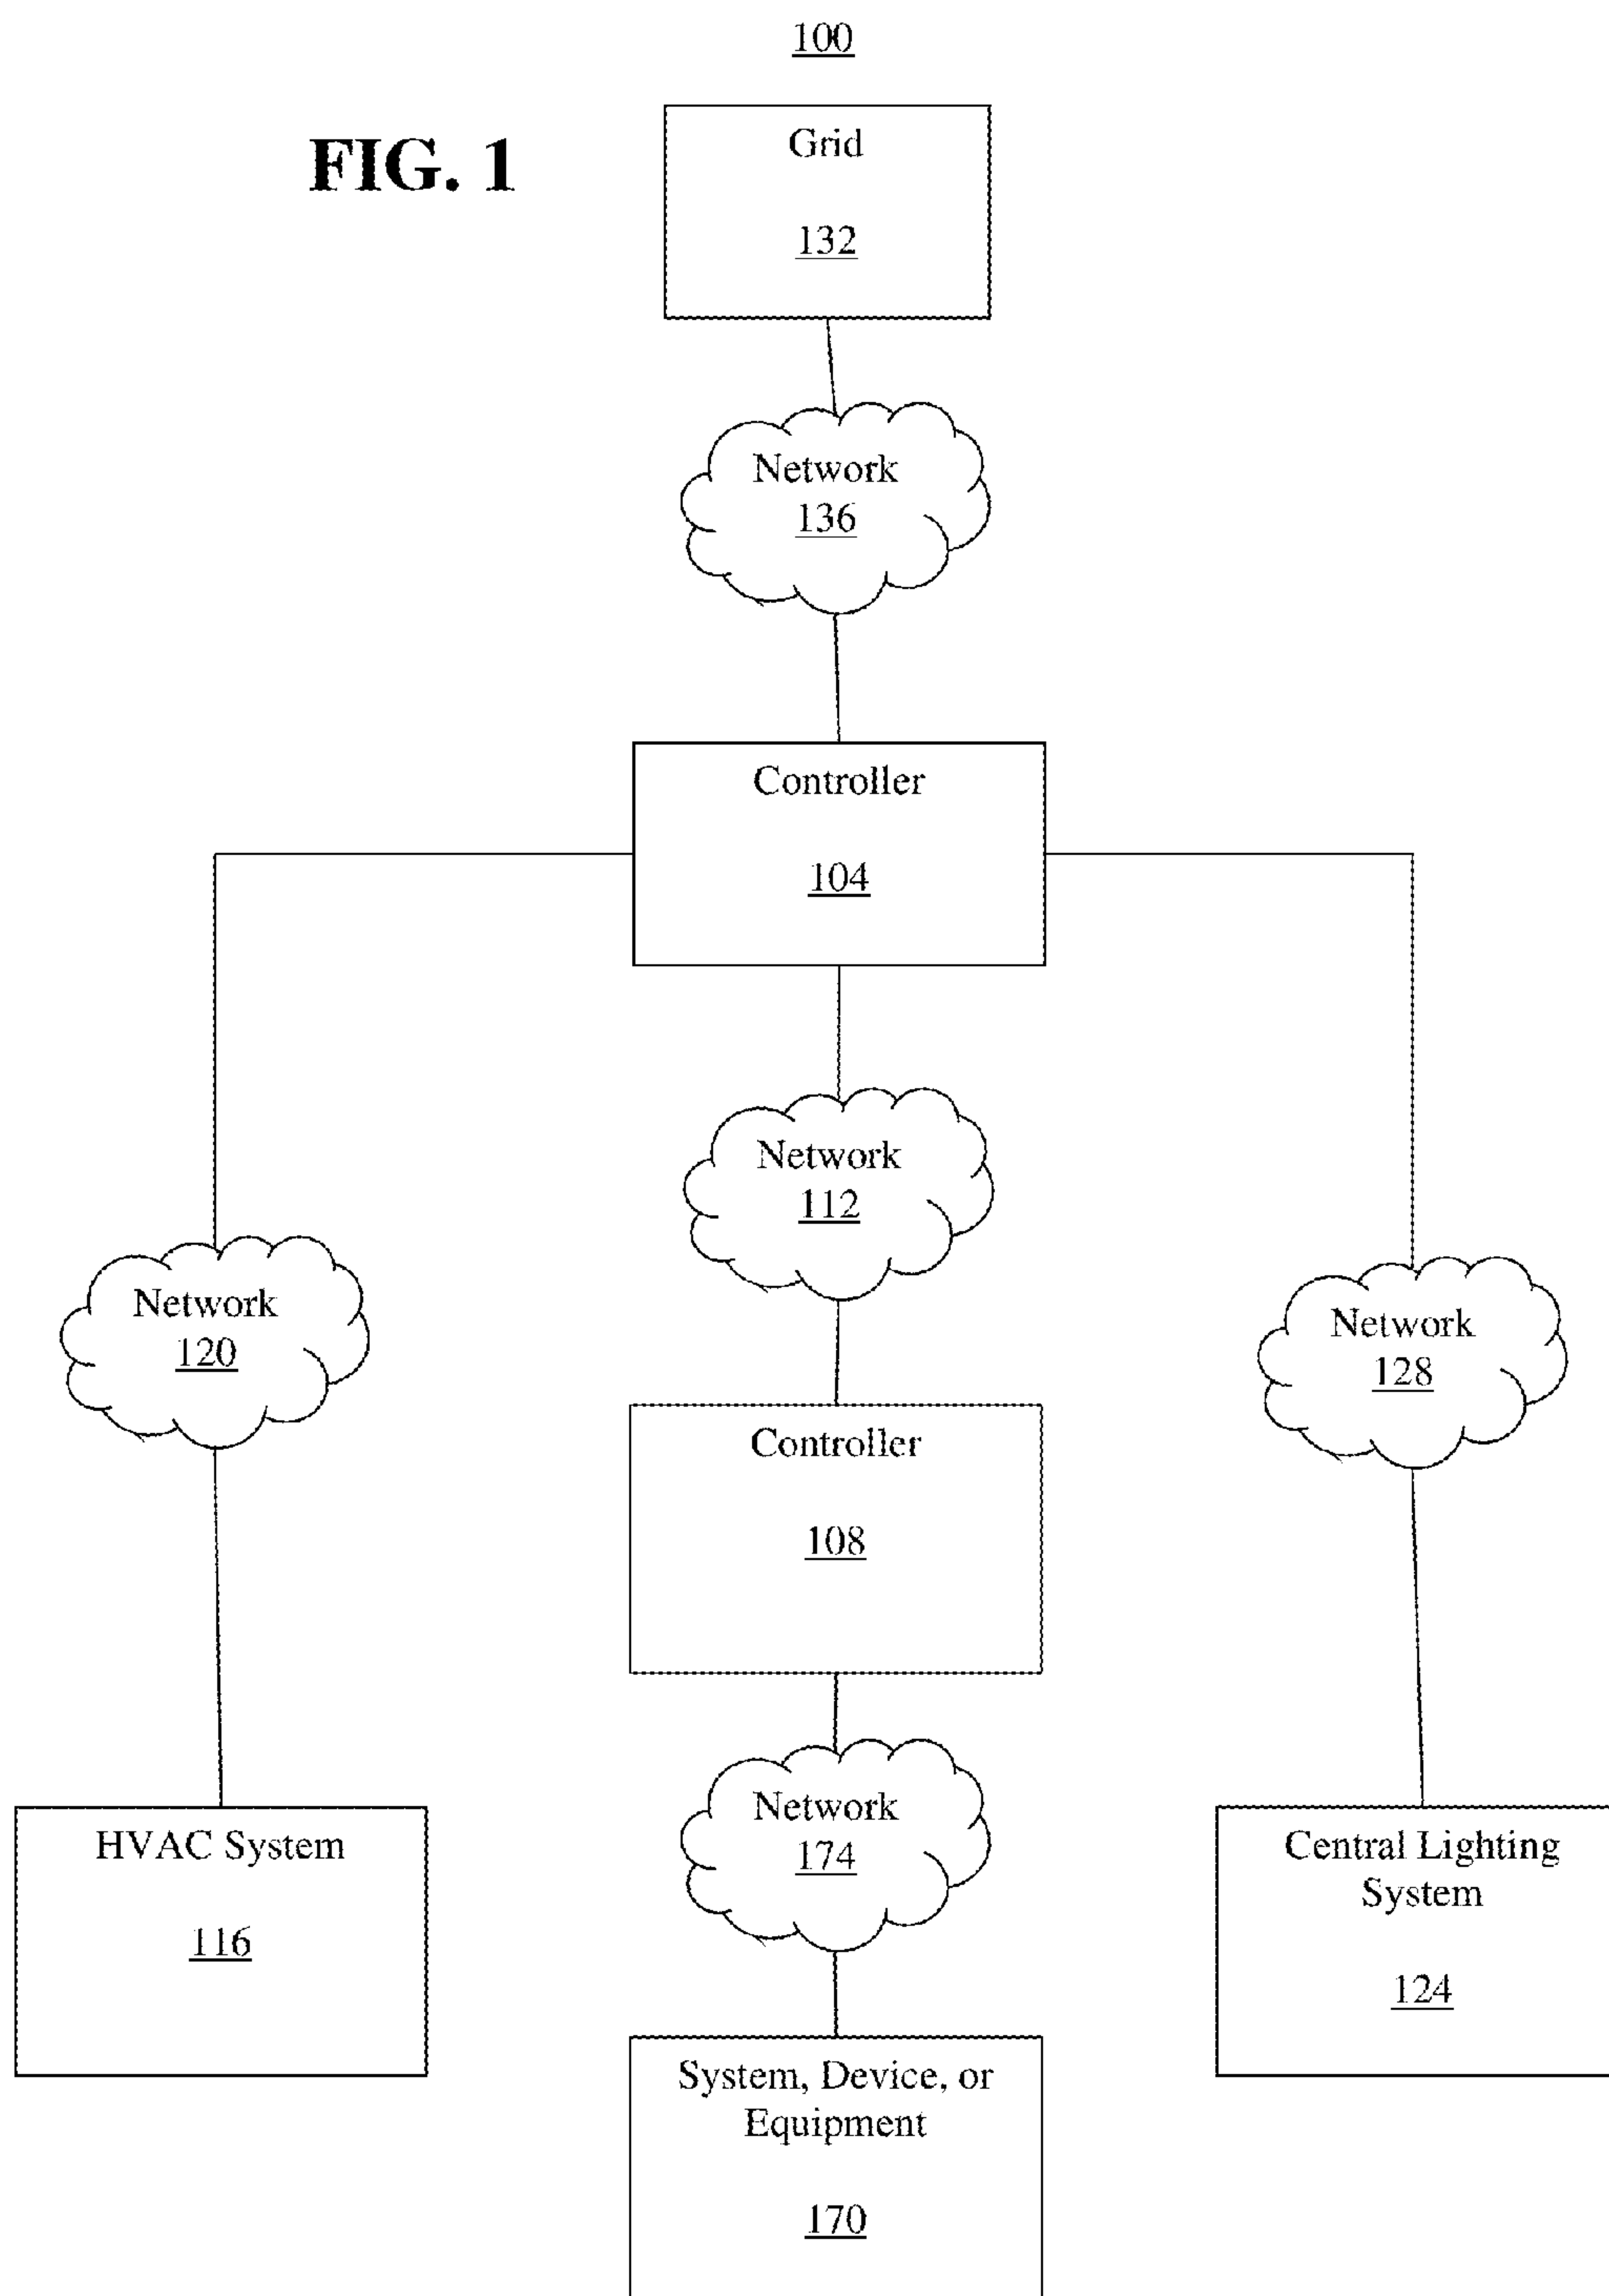 100
FIG. 1
Grid
132
Network
136
Controller
104
Network
112
Network
120
Network
128
Controller
108
Network
174
HVAC System
116
Central Lighting
System
124
System, Device, or
Equipment
170